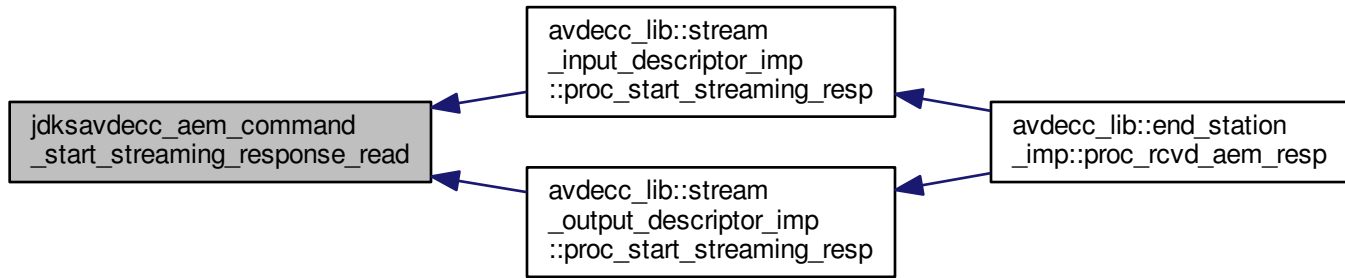 jdksavdecc_aem_command
_start_streaming_response_read
avdecc_lib::stream
_input_descriptor_imp
::proc_start_streaming_resp
avdecc_lib::stream
_output_descriptor_imp
::proc_start_streaming_resp
avdecc_lib::end_station
_imp::proc_rcvd_aem_resp